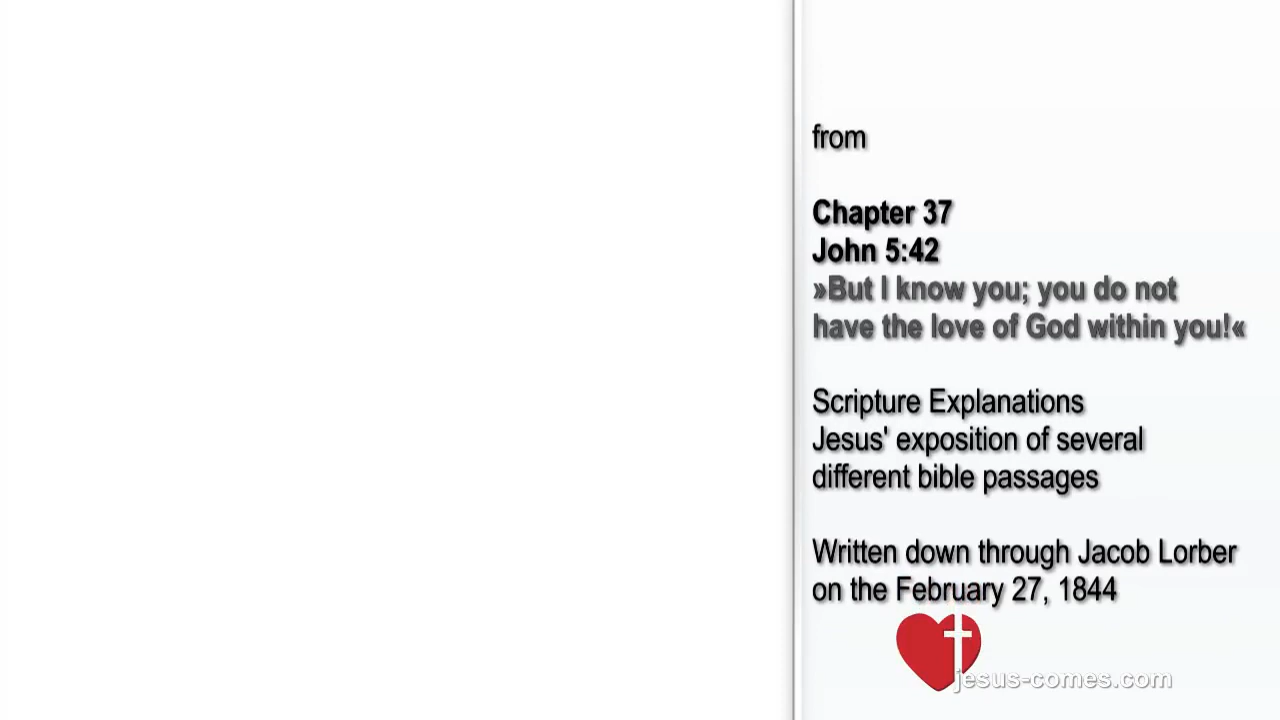 from
Chapter 37
John 5:42
»But I know you; you do not
have the love of God within you!«
Scripture Explanations
Jesus' exposition of several
different bible passages
Written down through Jacob Lorber
on the February 27, 1844
jesus-comes.com